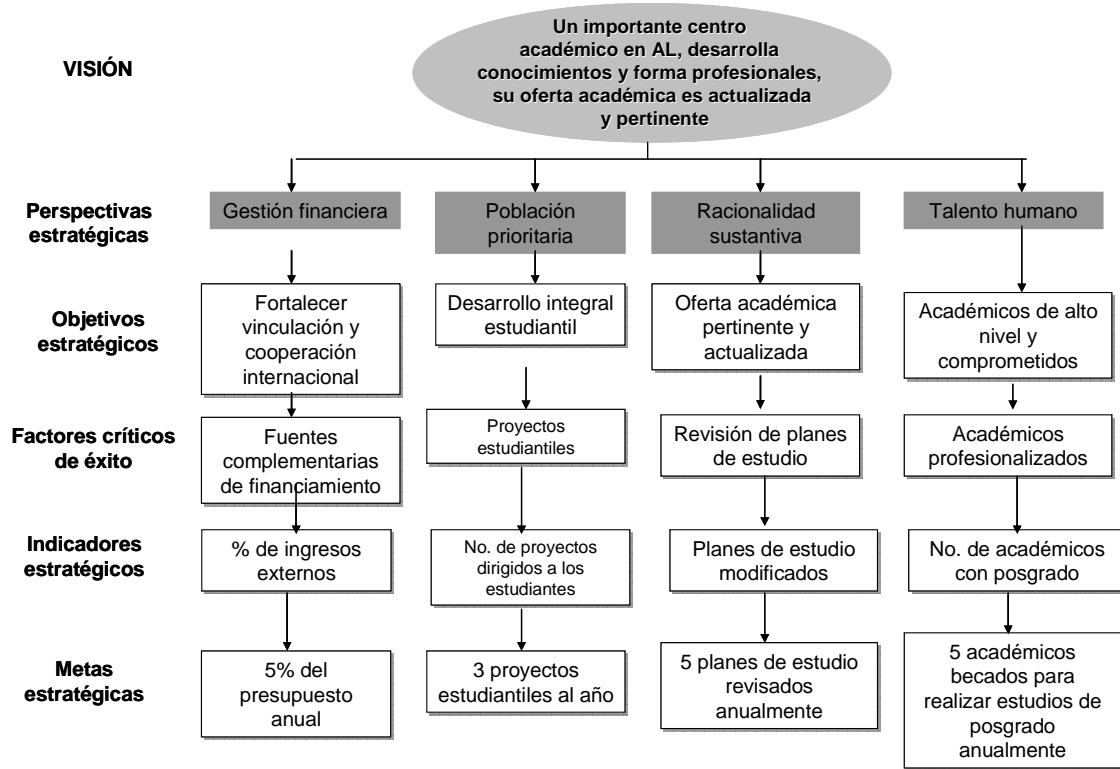 VISIÓN
Un importante centro
académico en AL, desarrolla
conocimientos y forma profesionales,
su oferta académica es actualizada
y pertinente
Perspectivas
estratégicas
Gestión financiera
Población
prioritaria
Racionalidad
sustantiva
Talento humano
Objetivos
estratégicos
Fortalecer
vinculación y
cooperación
internacional
Desarrollo integral
estudiantil
Oferta académica
pertinente y
actualizada
Académicos de alto
nivel y
comprometidos
Factores críticos
de éxito
Fuentes
complementarias
de financiamiento
Proyectos
estudiantiles
Revisión de planes
de estudio
Académicos
profesionalizados
Indicadores
estratégicos
% de ingresos
externos
No. de proyectos
dirigidos a los
estudiantes
Planes de estudio
modificados
No. de académicos
con posgrado
Metas
estratégicas
5% del
presupuesto
anual
3 proyectos
estudiantiles al año
5 planes de estudio
revisados
anualmente
5 académicos
becados para
realizar estudios de
posgrado
anualmente